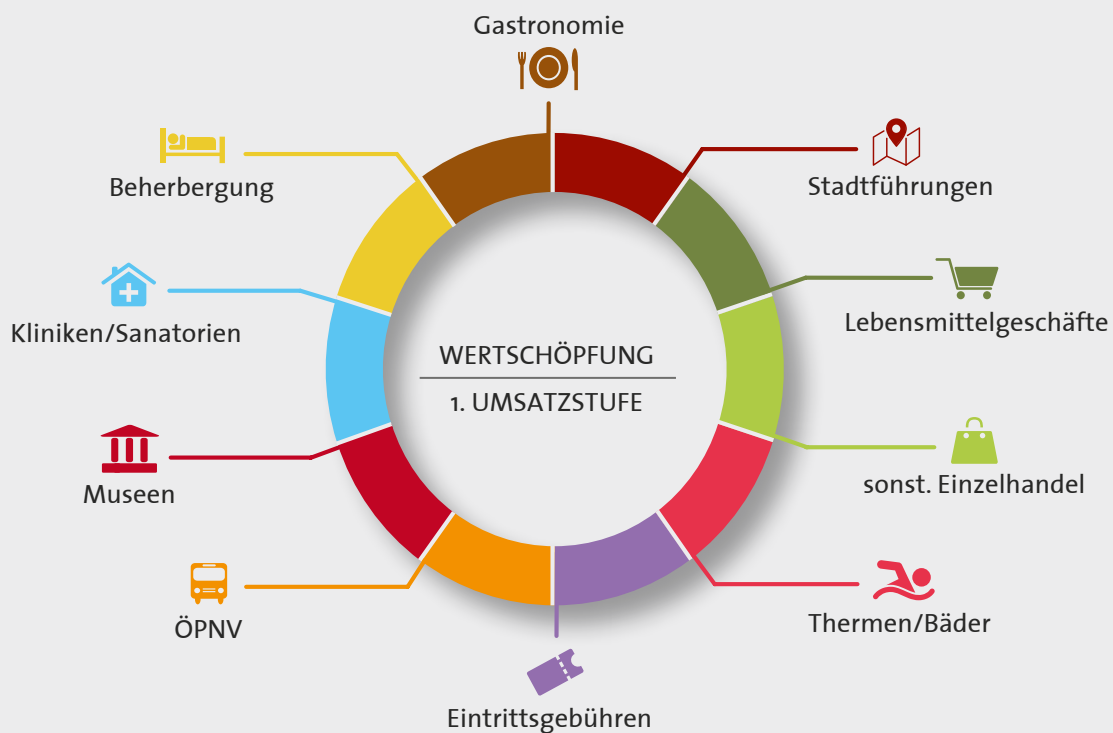 Gastronomie
Beherbergung
Stadtführungen
Kliniken/Sanatorien
Lebensmittelgeschäfte
WERTSCHÖPFUNG
1. UMSATZSTUFE
Museen
sonst. Einzelhandel
ÖPNV
Thermen/Bäder
Eintrittsgebühren